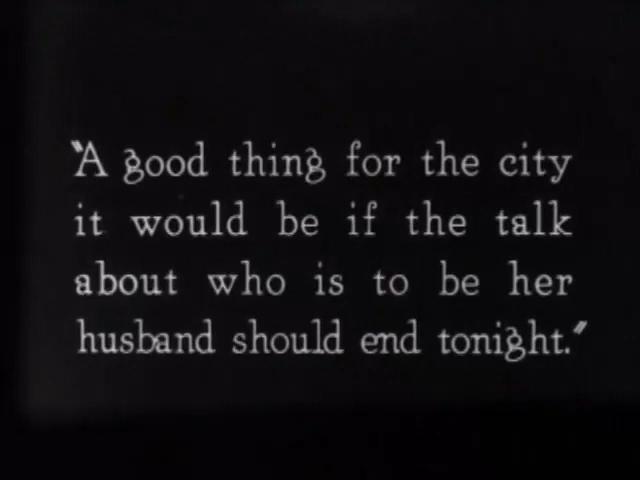 "A good thing for the city
it would be if the talk
about who is to be her
husband should end tonight."